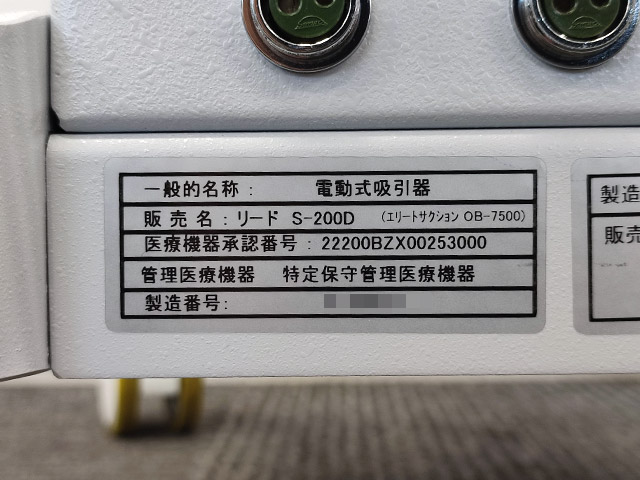 一般的名称： 電動式吸引器
販 売 名：リード S-200D （エリートサクション OB-7500）
医療機器承認番号：22200BZX00253000
管理医療機器 特定保守管理医療機器
製造番号：
製造
販売